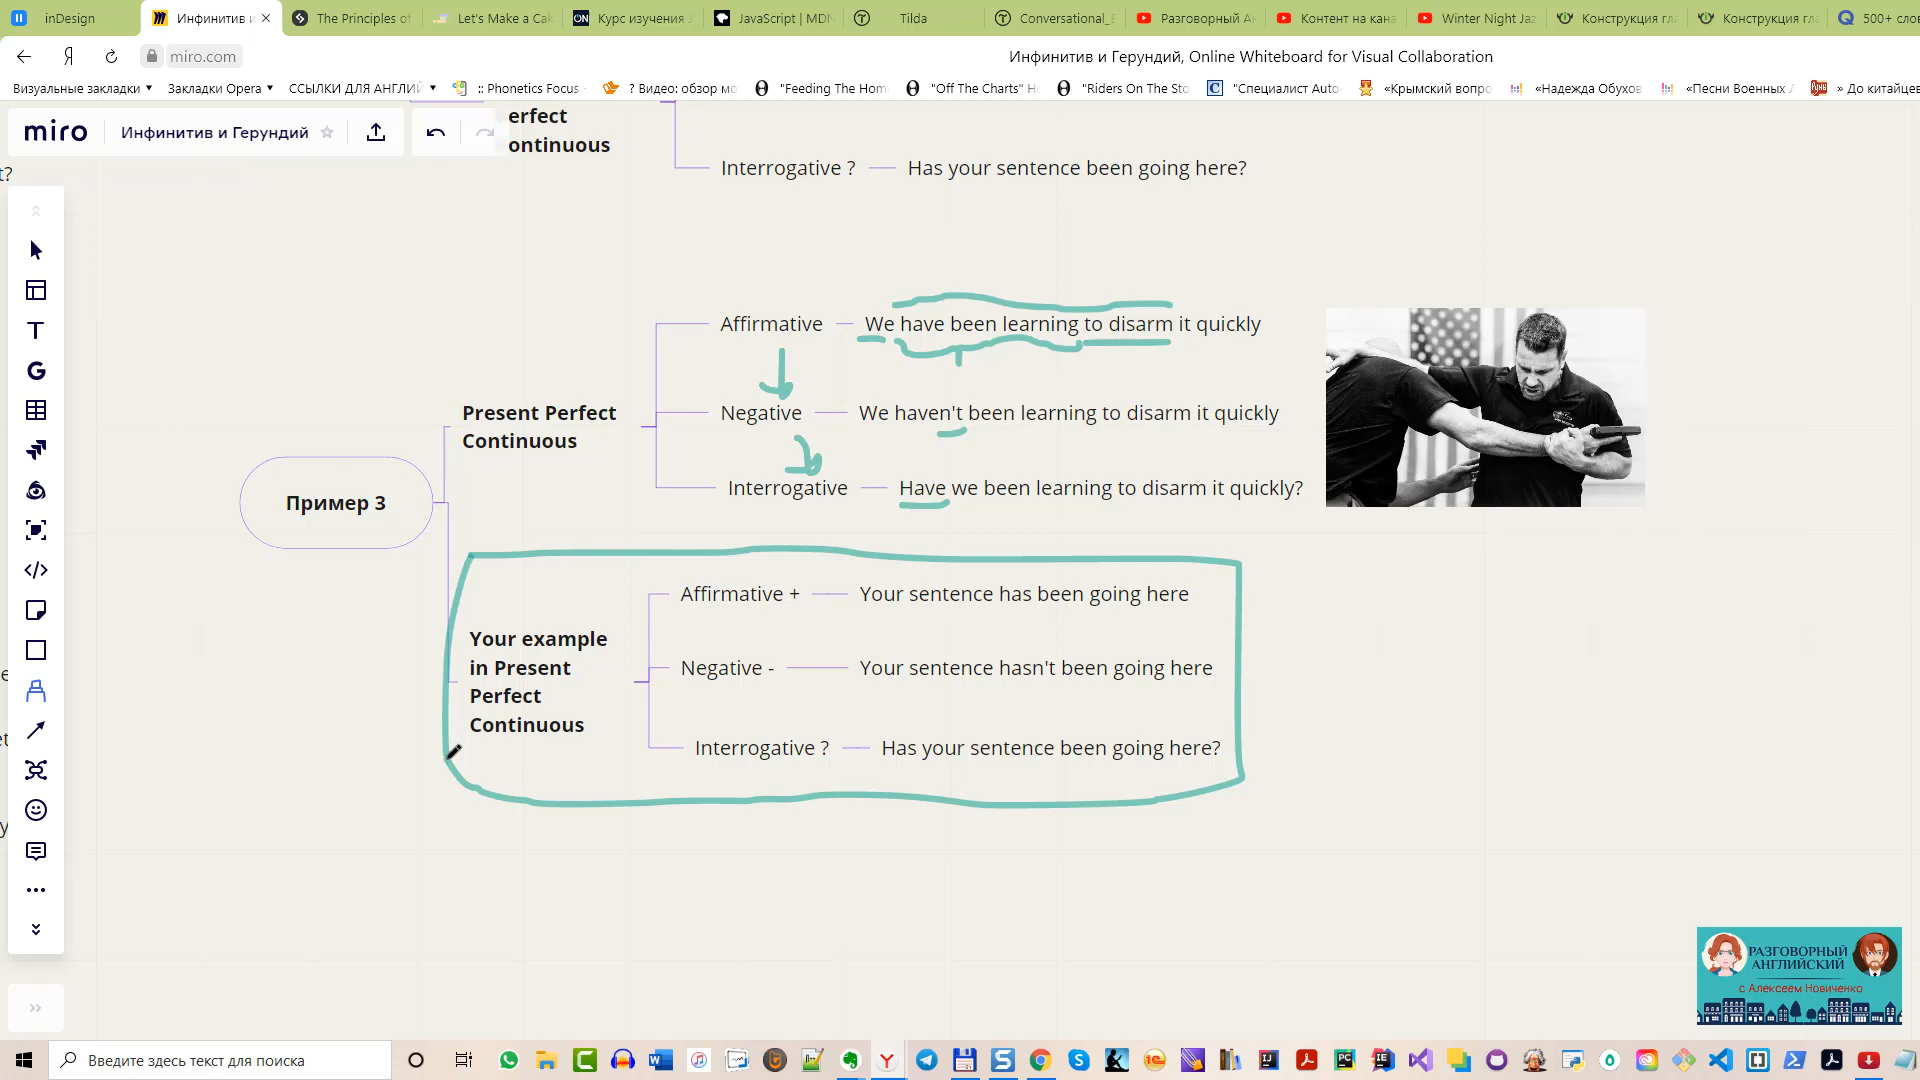 inDesign
Инфинитив и
The Principles of
Let's Make a Cak
Курс изучения J
JavaScript | MDN
Tilda
Conversational_E
Разговорный Ан
Контент на кана
Winter Night Jaz
Конструкция гла
Конструкция гла
500+ слов
miro.com
Инфинитив и Герундий, Online Whiteboard for Visual Collaboration
Визуальные закладки
Закладки Opera
ССЫЛКИ ДЛЯ АНГЛИЙ
:: Phonetics Focus -
? Видео: обзор мо
"Feeding The Home
"Off The Charts" H
"Riders On The Sto
"Специалист Auto
«Крымский вопро
«Надежда Обухов
«Песни Военных Л
» До китайцев
miro
Инфинитив и Герундий
erfect
ontinuous
Interrogative ?
Has your sentence been going here?
t?
Пример 3
Present Perfect
Continuous
Affirmative
We have been learning to disarm it quickly
Negative
We haven't been learning to disarm it quickly
Interrogative
Have we been learning to disarm it quickly?
Your example
in Present
Perfect
Continuous
Affirmative +
Your sentence has been going here
Negative -
Your sentence hasn't been going here
Interrogative ?
Has your sentence been going here?
РАЗГОВОРНЫЙ
АНГЛИЙСКИЙ
с Алексеем Новиченко
Введите здесь текст для поиска